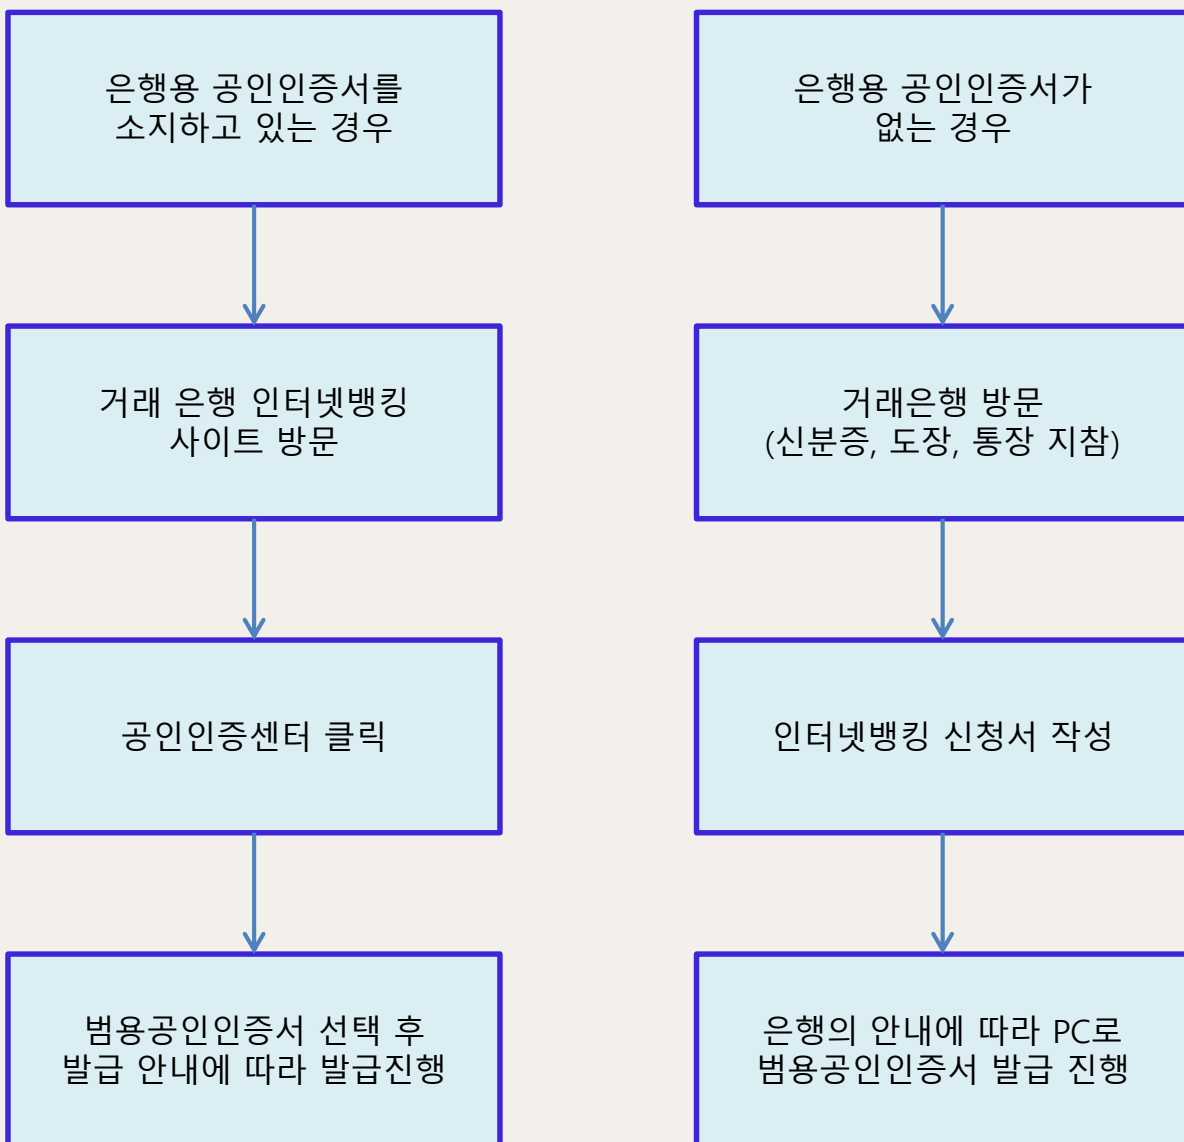 은행용 공인인증서를
소지하고 있는 경우
거래 은행 인터넷뱅킹
사이트 방문
공인인증센터 클릭
범용공인인증서 선택 후
발급 안내에 따라 발급진행
은행용 공인인증서가
없는 경우
거래은행 방문
(신분증, 도장, 통장 지참)
인터넷뱅킹 신청서 작성
은행의 안내에 따라 PC로
범용공인인증서 발급 진행